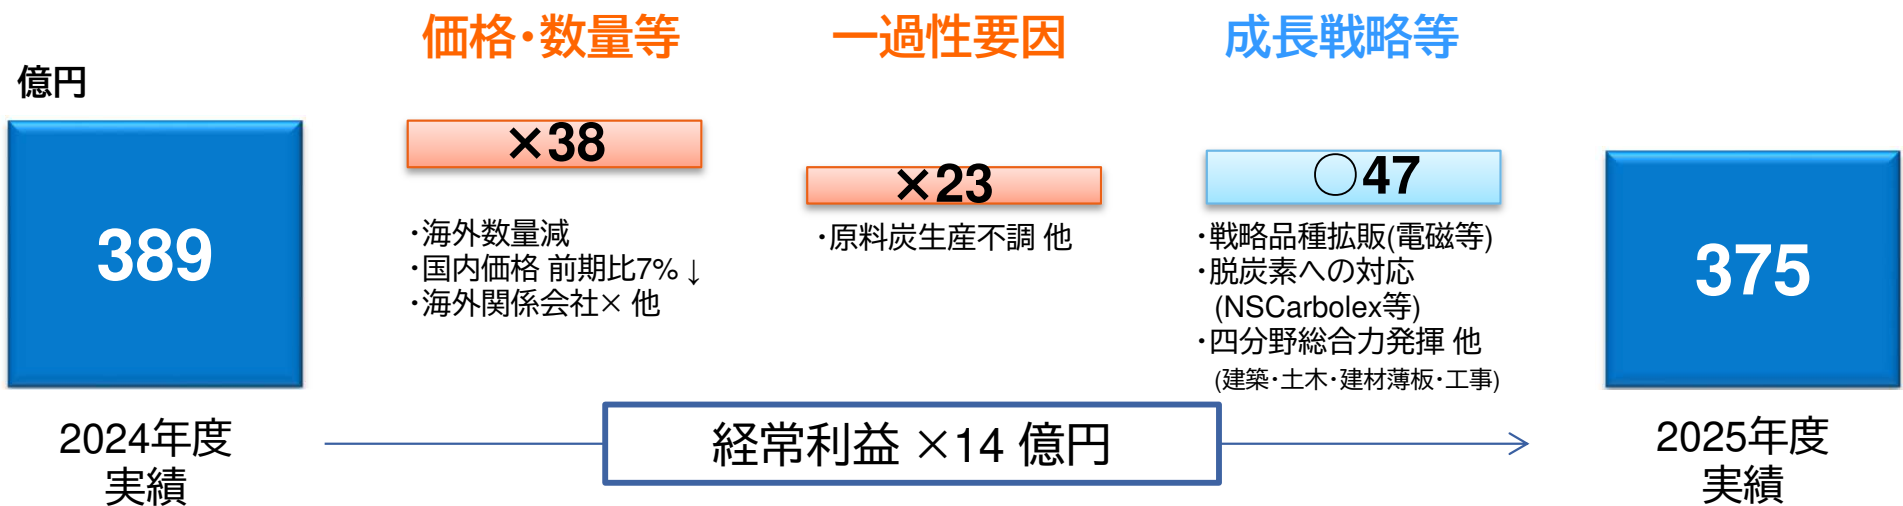 価格・数量等
一過性要因
成長戦略等
億円
389
×38
×23
○47
375
・海外数量減
・国内価格 前期比7%↓
・海外関係会社× 他
・原料炭生産不調 他
・戦略品種拡販(電磁等)
・脱炭素への対応
(NSCarbolex等)
・四分野総合力発揮 他
(建築・土木・建材薄板・工事)
2024年度
実績
経常利益 ×14 億円
2025年度
実績